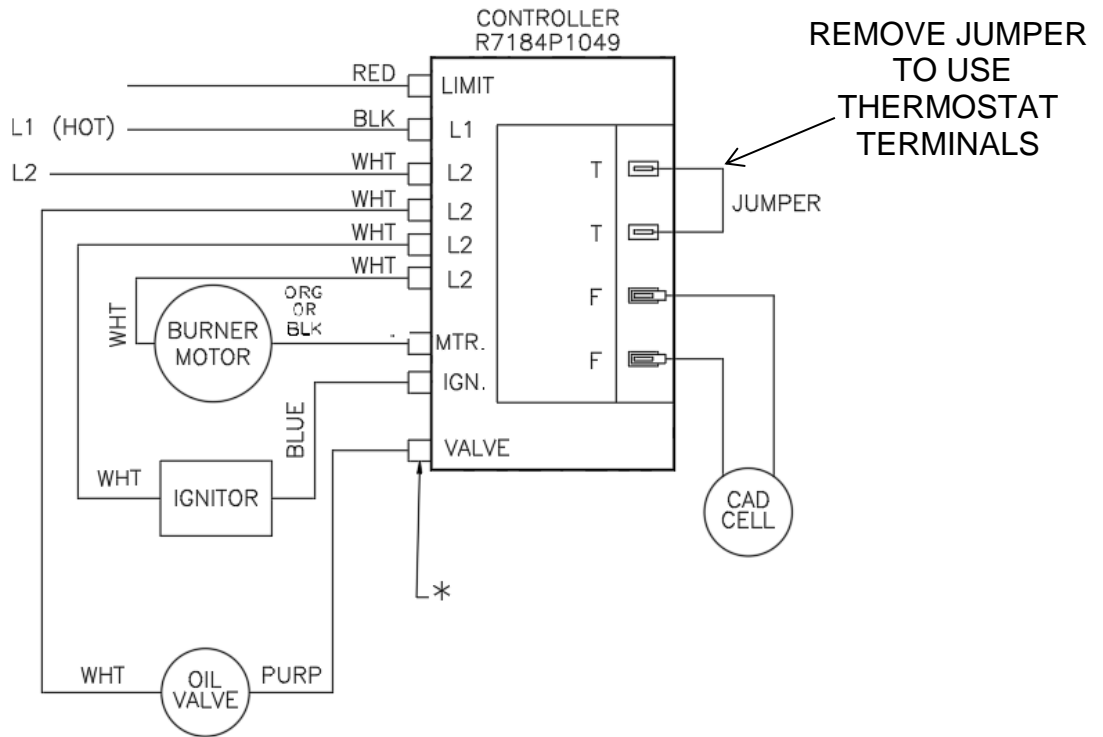 CONTROLLER
R7184P1049
REMOVE JUMPER
TO USE
THERMOSTAT
TERMINALS
RED
LIMIT
L1 (HOT)
BLK
L1
L2
WHT
L2
WHT
L2
WHT
L2
WHT
L2
T
JUMPER
T
F
F
WHT
BURNER
MOTOR
ORG
OR
BLK
MTR.
IGN.
BLUE
VALVE
WHT
IGNITOR
CAD
CELL
*
WHT
OIL
VALVE
PURP